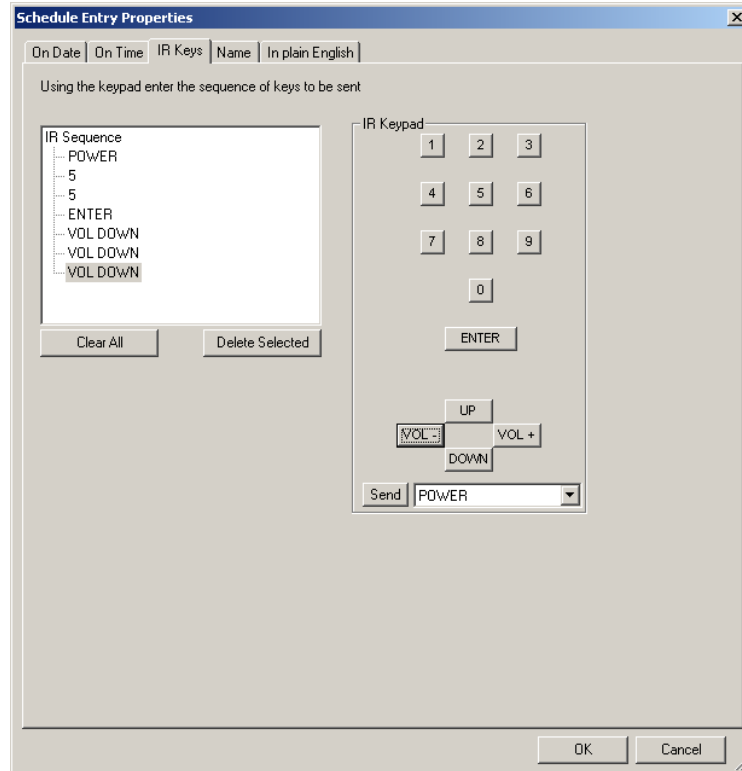 Schedule Entry Properties
On Date On Time IR Keys Name In plain English
Using the keypad enter the sequence of keys to be sent
IR Sequence
POWER
5
5
ENTER
VOL DOWN
VOL DOWN
VOL DOWN
Clear All Delete Selected
IR Keypad
1 2 3
4 5 6
7 8 9
0
ENTER
UP
VOL - VOL +
DOWN
Send POWER
OK Cancel